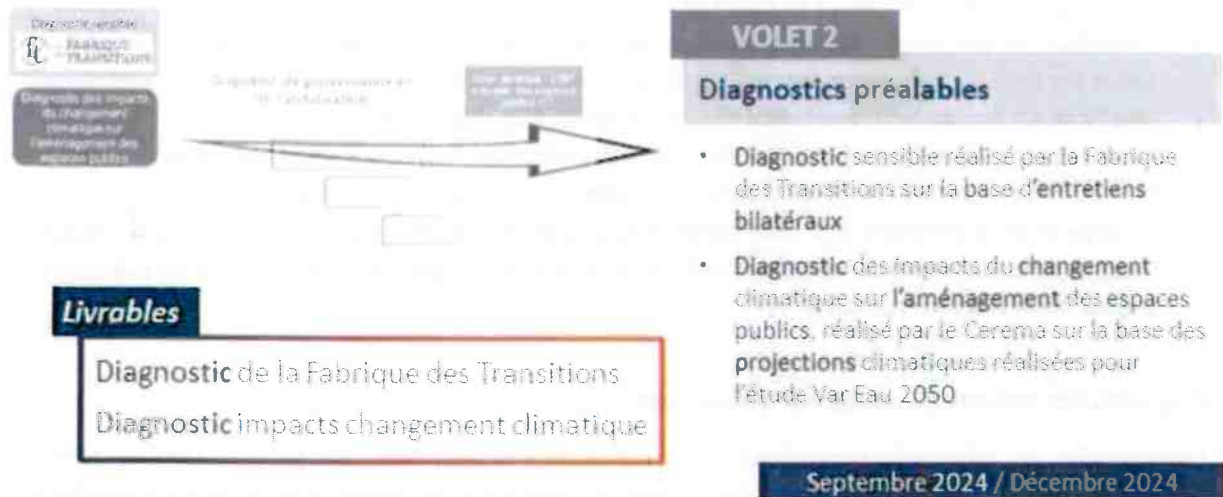 Diagnostic sensible
FABRIQUE
TRANSITIONS
Diagnostic des impacts
du changement
climatique sur
l'aménagement des
espaces publics
VOLET 2
Diagnostics préalables
• Diagnostic sensible réalisé par la Fabrique
des Transitions sur la base d'entretiens
bilatéraux
• Diagnostic des impacts du changement
climatique sur l'aménagement des espaces
publics, réalisé par le Cerema sur la base des
projections climatiques réalisées pour
l'étude Var Eau 2050
Livrables
Diagnostic de la Fabrique des Transitions
Diagnostic impacts changement climatique
Septembre 2024 / Décembre 2024